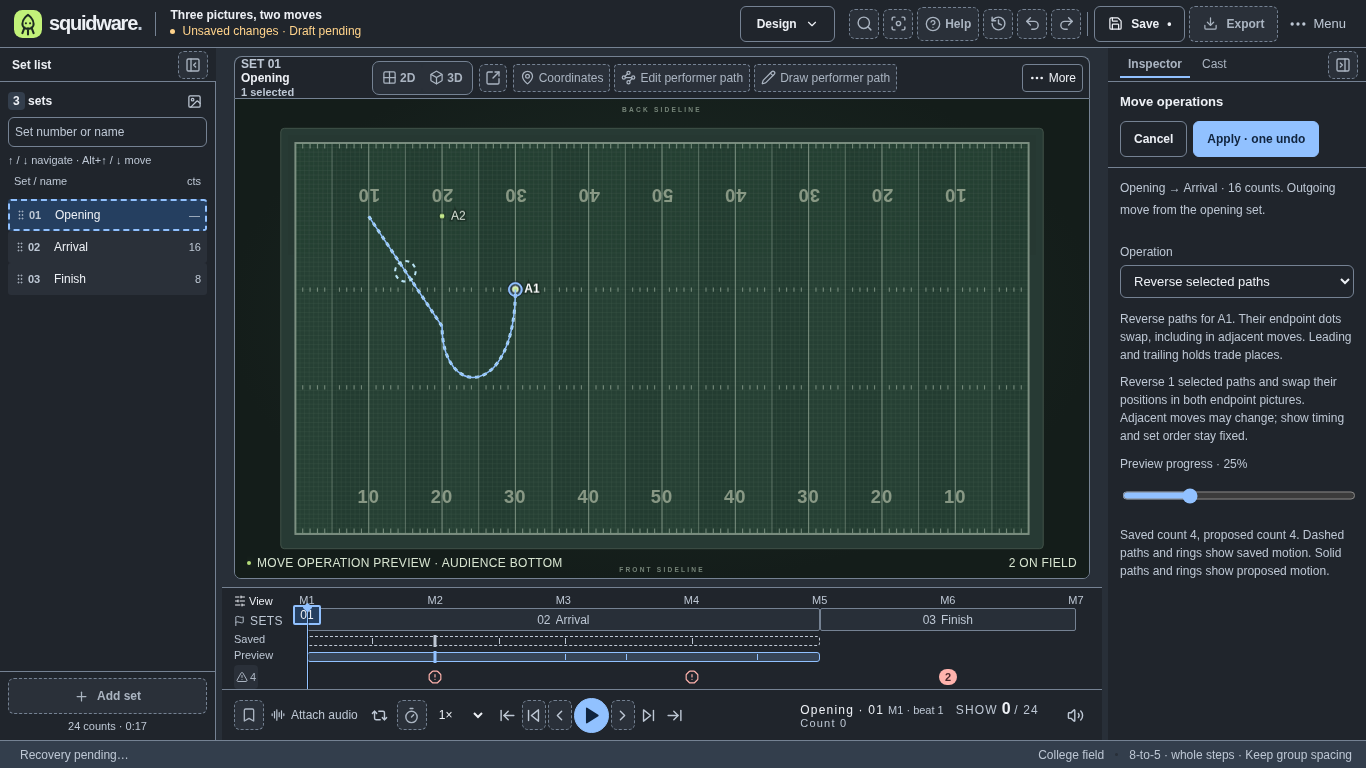 squidware.
Three pictures, two moves
Unsaved changes · Draft pending
Design
Help
Save •
Export
Menu
Set list
3 sets
Set number or name
↑ / ↓ navigate · Alt+↑ / ↓ move
Set / name cts
01 Opening —
02 Arrival 16
03 Finish 8
Add set
24 counts · 0:17
SET 01
Opening
1 selected
2D 3D
Coordinates
Edit performer path
Draw performer path
More
BACK SIDELINE
10 20 30 40 50 40 30 20 10
A2
A1
10 20 30 40 50 40 30 20 10
MOVE OPERATION PREVIEW · AUDIENCE BOTTOM
FRONT SIDELINE
2 ON FIELD
View M1 M2 M3 M4 M5 M6 M7
SETS 01 02 Arrival 03 Finish
Saved
Preview
4 2
Attach audio
1×
Opening · 01 M1 · beat 1 SHOW 0 / 24
Count 0
Inspector Cast
Move operations
Cancel
Apply · one undo
Opening → Arrival · 16 counts. Outgoing
move from the opening set.
Operation
Reverse selected paths
Reverse paths for A1. Their endpoint dots
swap, including in adjacent moves. Leading
and trailing holds trade places.
Reverse 1 selected paths and swap their
positions in both endpoint pictures.
Adjacent moves may change; show timing
and set order stay fixed.
Preview progress · 25%
Saved count 4, proposed count 4. Dashed
paths and rings show saved motion. Solid
paths and rings show proposed motion.
Recovery pending…
College field · 8-to-5 · whole steps · Keep group spacing